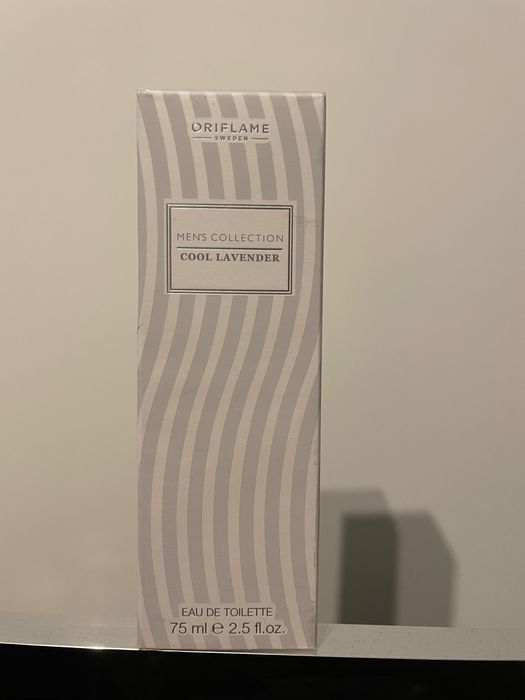 ORIFLAME
SWEDEN
MEN'S COLLECTION
COOL LAVENDER
EAU DE TOILETTE
75 ml ℮ 2.5 fl.oz.